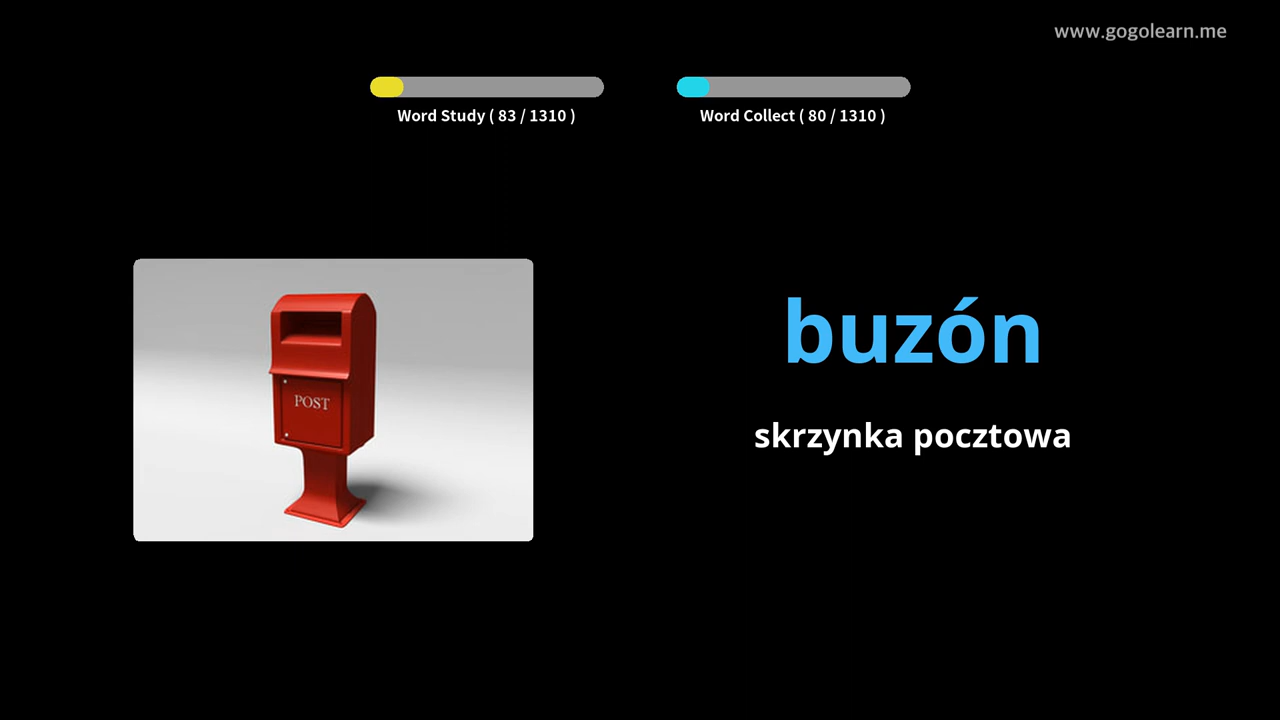 www.gogolearn.me
Word Study ( 83 / 1310 )
Word Collect ( 80 / 1310 )
POST
buzón
skrzynka pocztowa